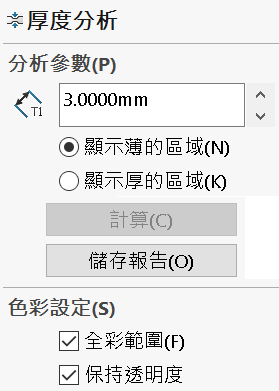 厚度分析
分析參數(P)
T1
3.0000mm
顯示薄的區域(N)
顯示厚的區域(K)
計算(C)
儲存報告(O)
色彩設定(S)
全彩範圍(F)
保持透明度